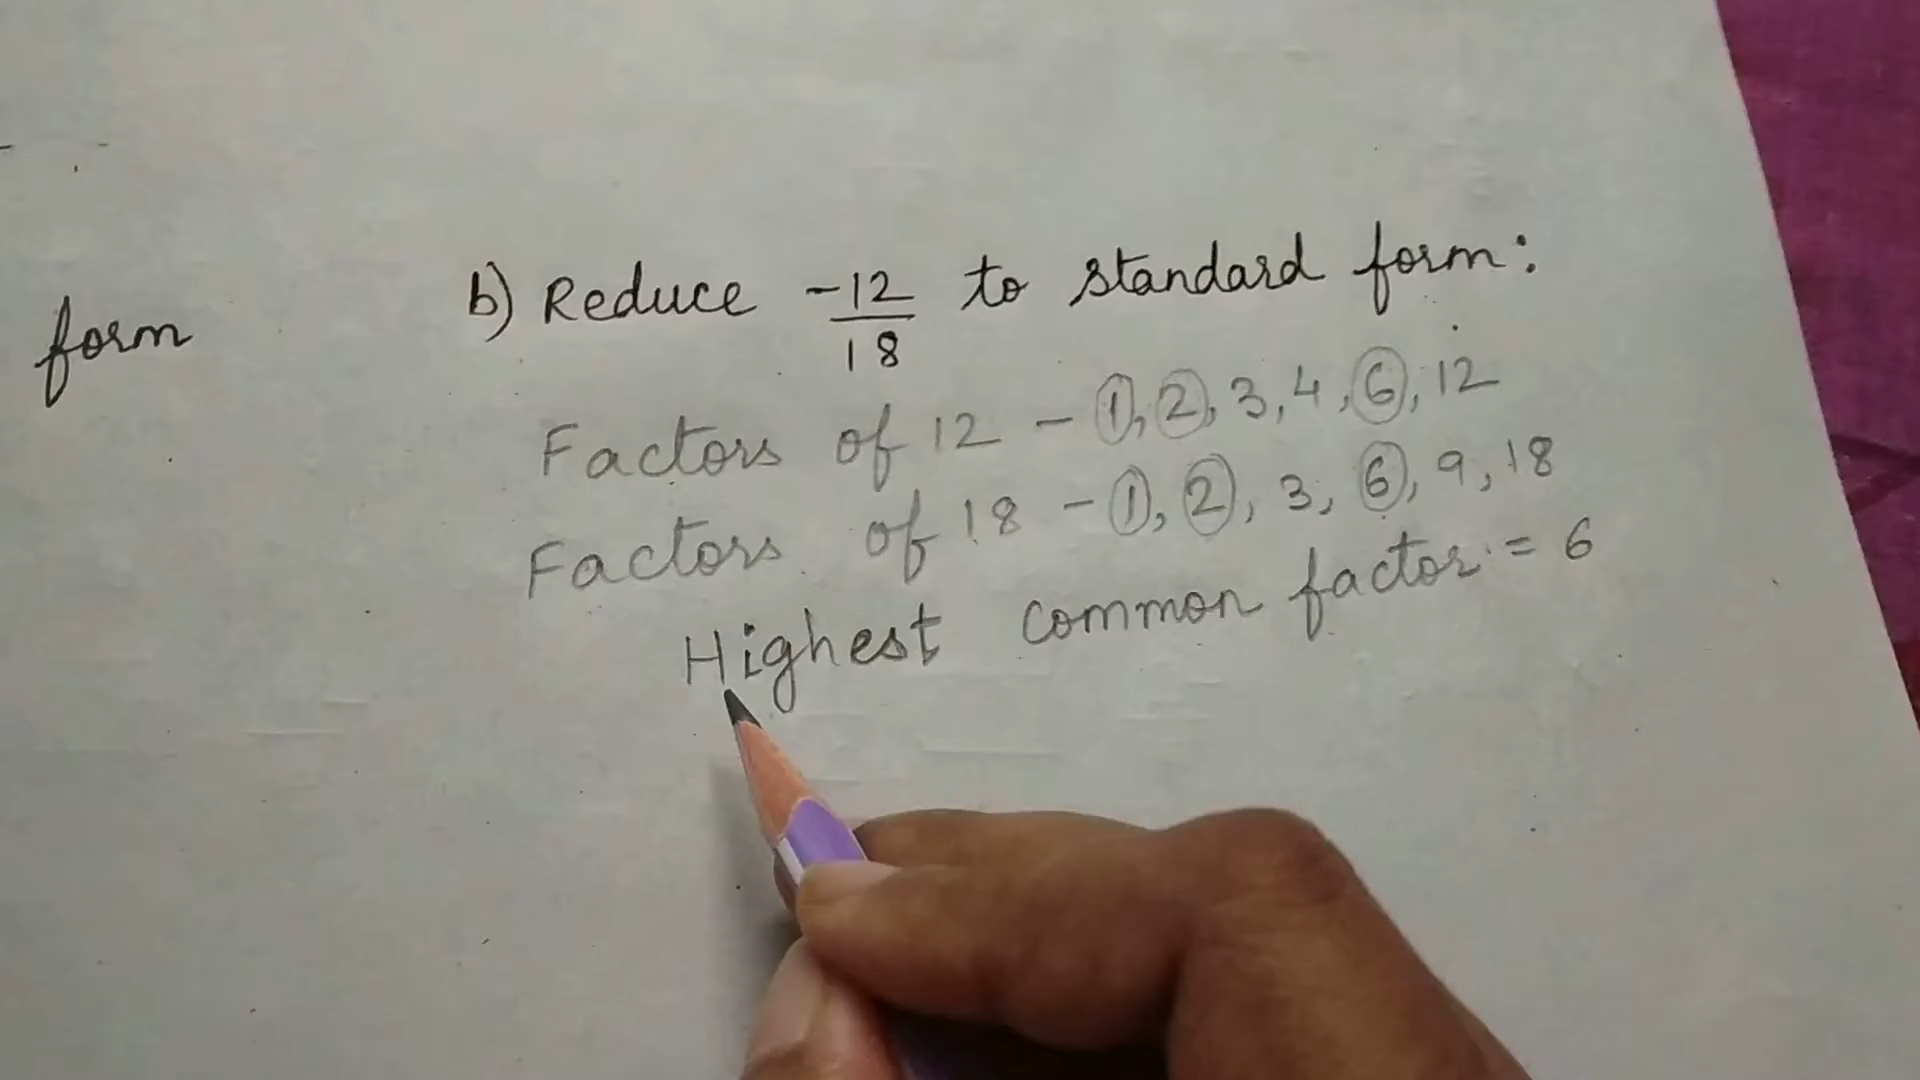 form
b) Reduce -12/18 to standard form:
Factors of 12 - 1, 2, 3, 4, 6, 12
Factors of 18 - 1, 2, 3, 6, 9, 18
Highest common factor = 6